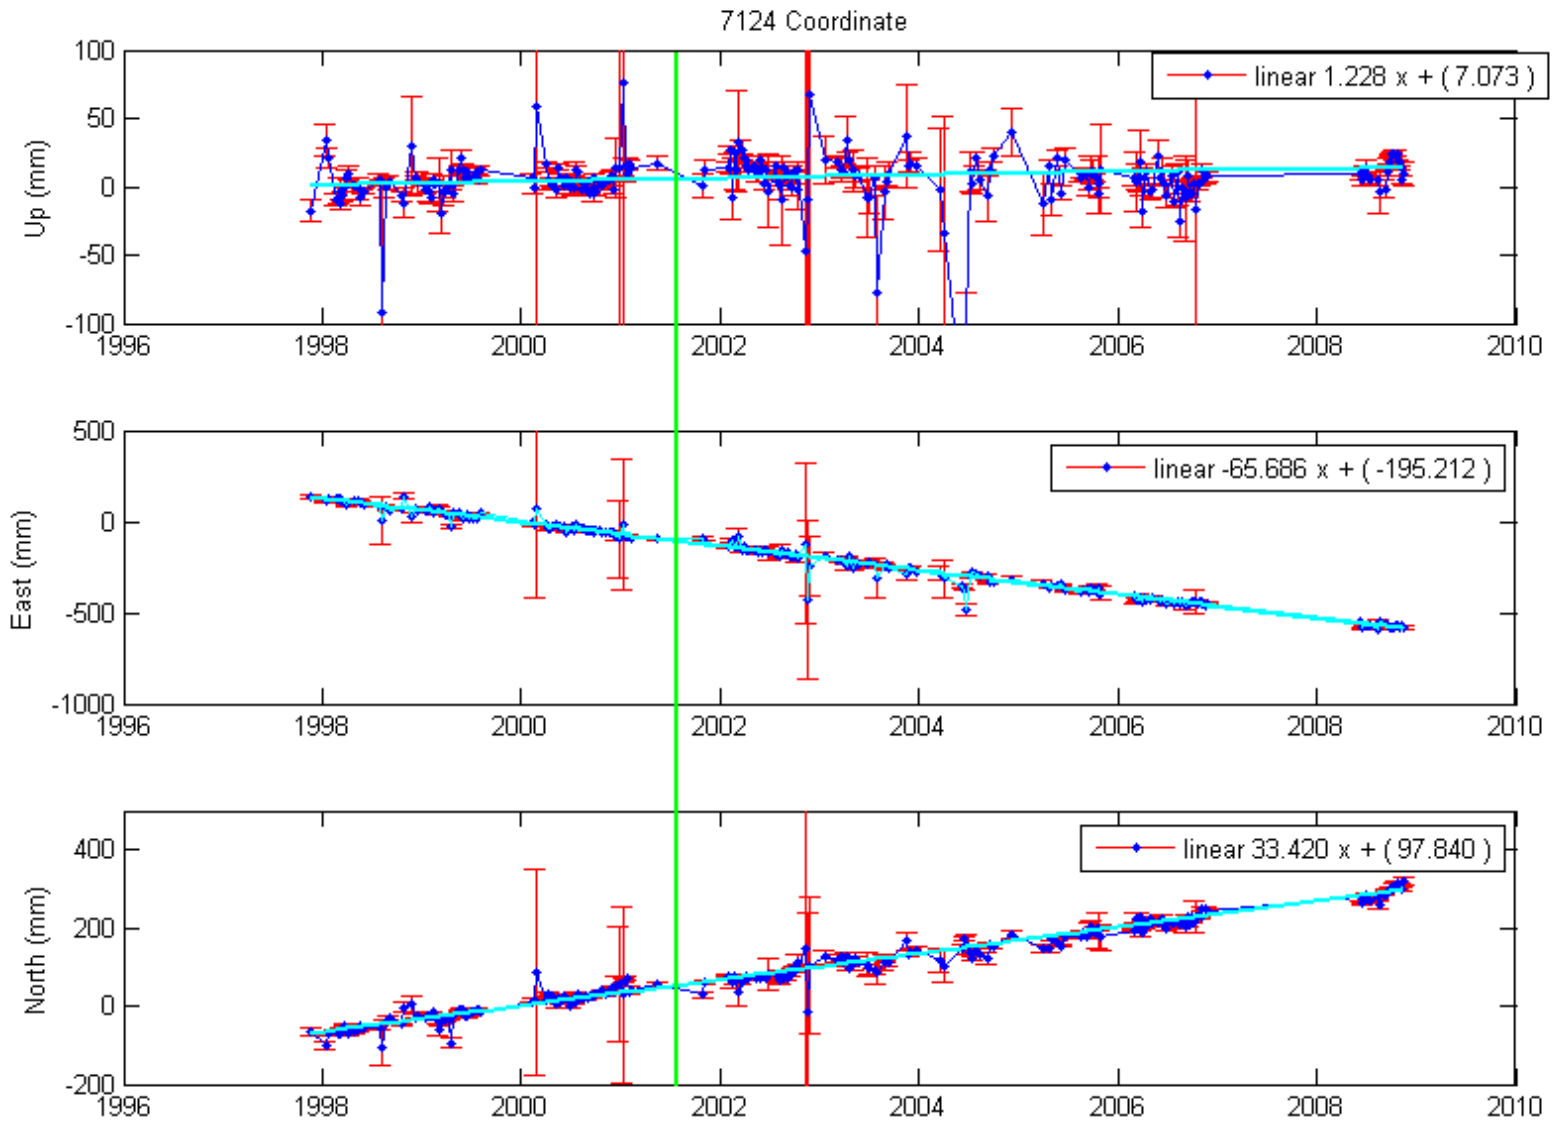 7124 Coordinate
100
50
0
-50
-100
Up (mm)
linear 1.228 x + ( 7.073 )
1996 1998 2000 2002 2004 2006 2008 2010
500
0
-500
-1000
East (mm)
linear -65.686 x + ( -195.212 )
1996 1998 2000 2002 2004 2006 2008 2010
400
200
0
-200
North (mm)
linear 33.420 x + ( 97.840 )
1996 1998 2000 2002 2004 2006 2008 2010